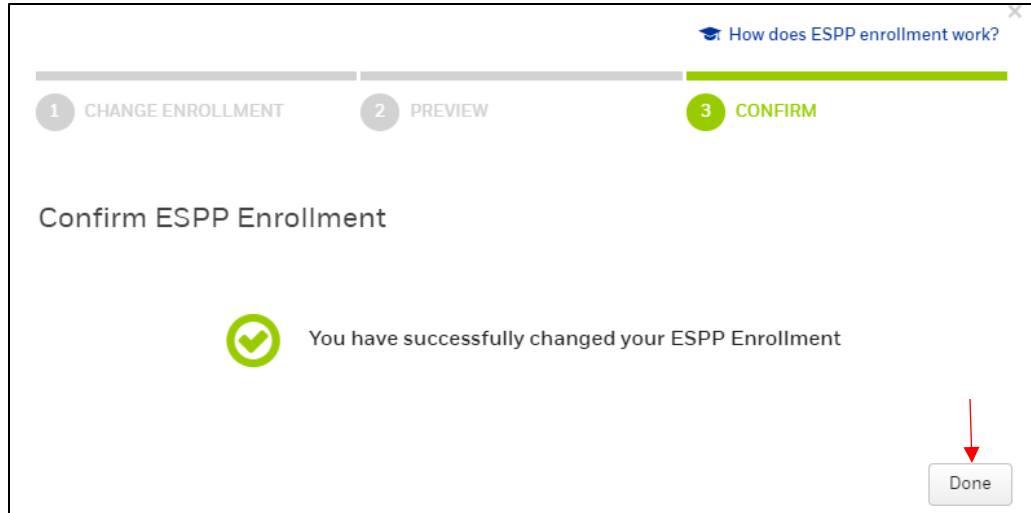 How does ESPP enrollment work?
1 CHANGE ENROLLMENT 2 PREVIEW 3 CONFIRM
Confirm ESPP Enrollment
You have successfully changed your ESPP Enrollment
Done